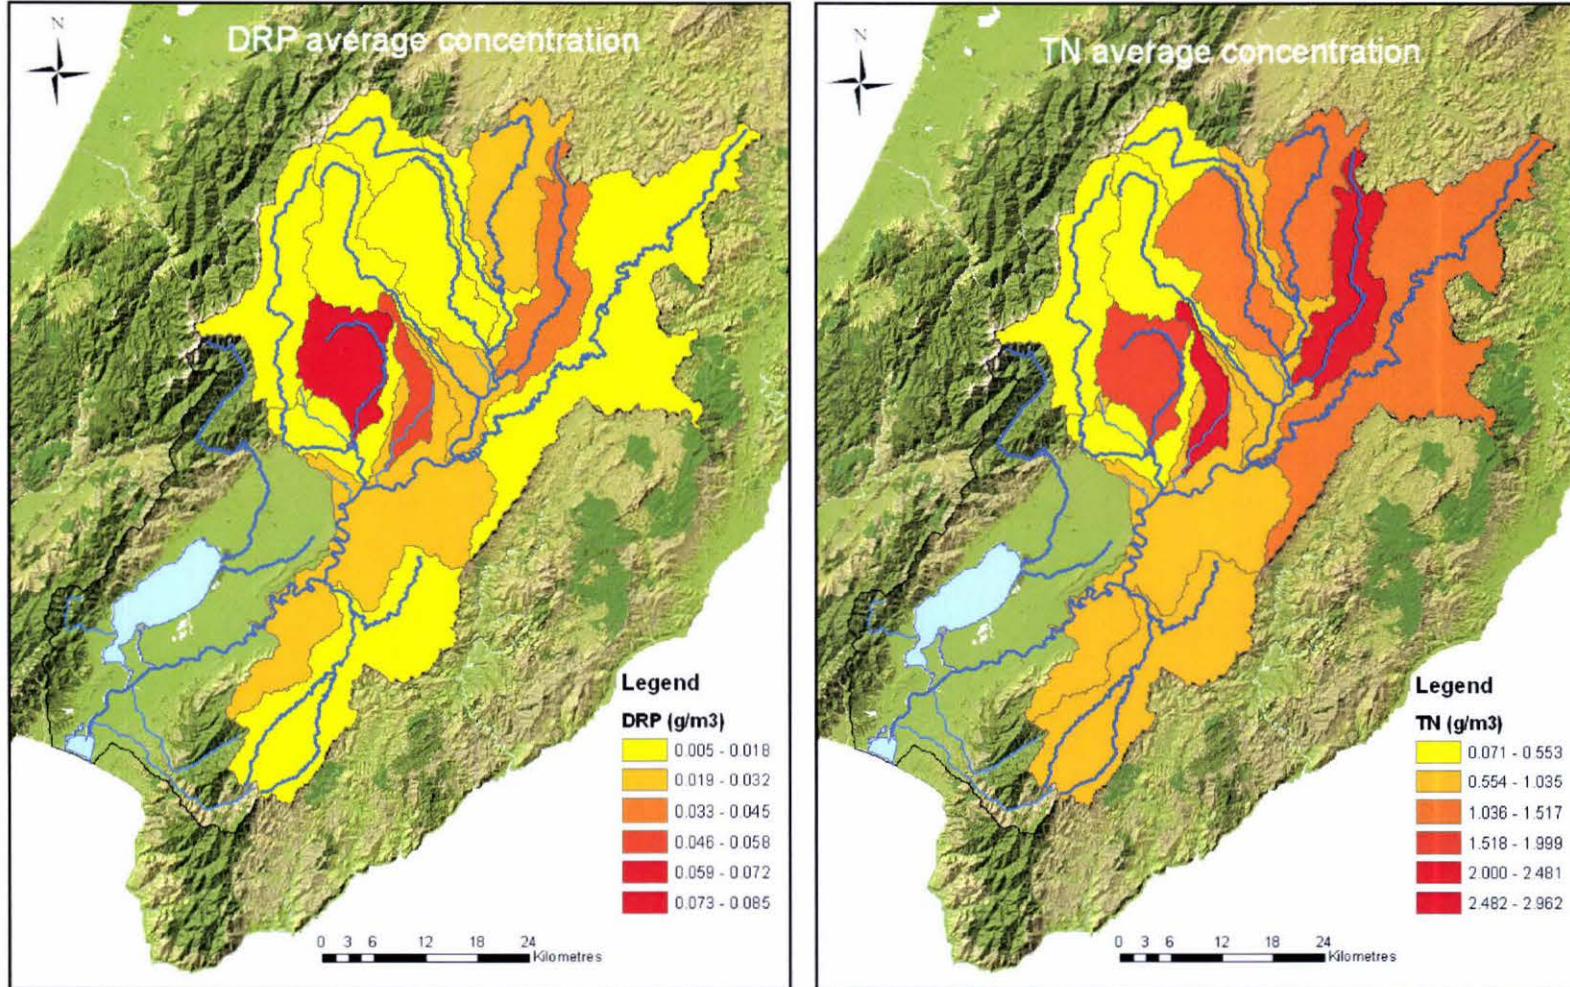 N
DRP average concentration
Legend
DRP (g/m3)
0.005 - 0.018
0.019 - 0.032
0.033 - 0.045
0.046 - 0.058
0.059 - 0.072
0.073 - 0.085
0 3 6 12 18 24
Kilometres
N
TN average concentration
Legend
TN (g/m3)
0.071 - 0.553
0.554 - 1.035
1.036 - 1.517
1.518 - 1.999
2.000 - 2.481
2.482 - 2.962
0 3 6 12 18 24
Kilometres